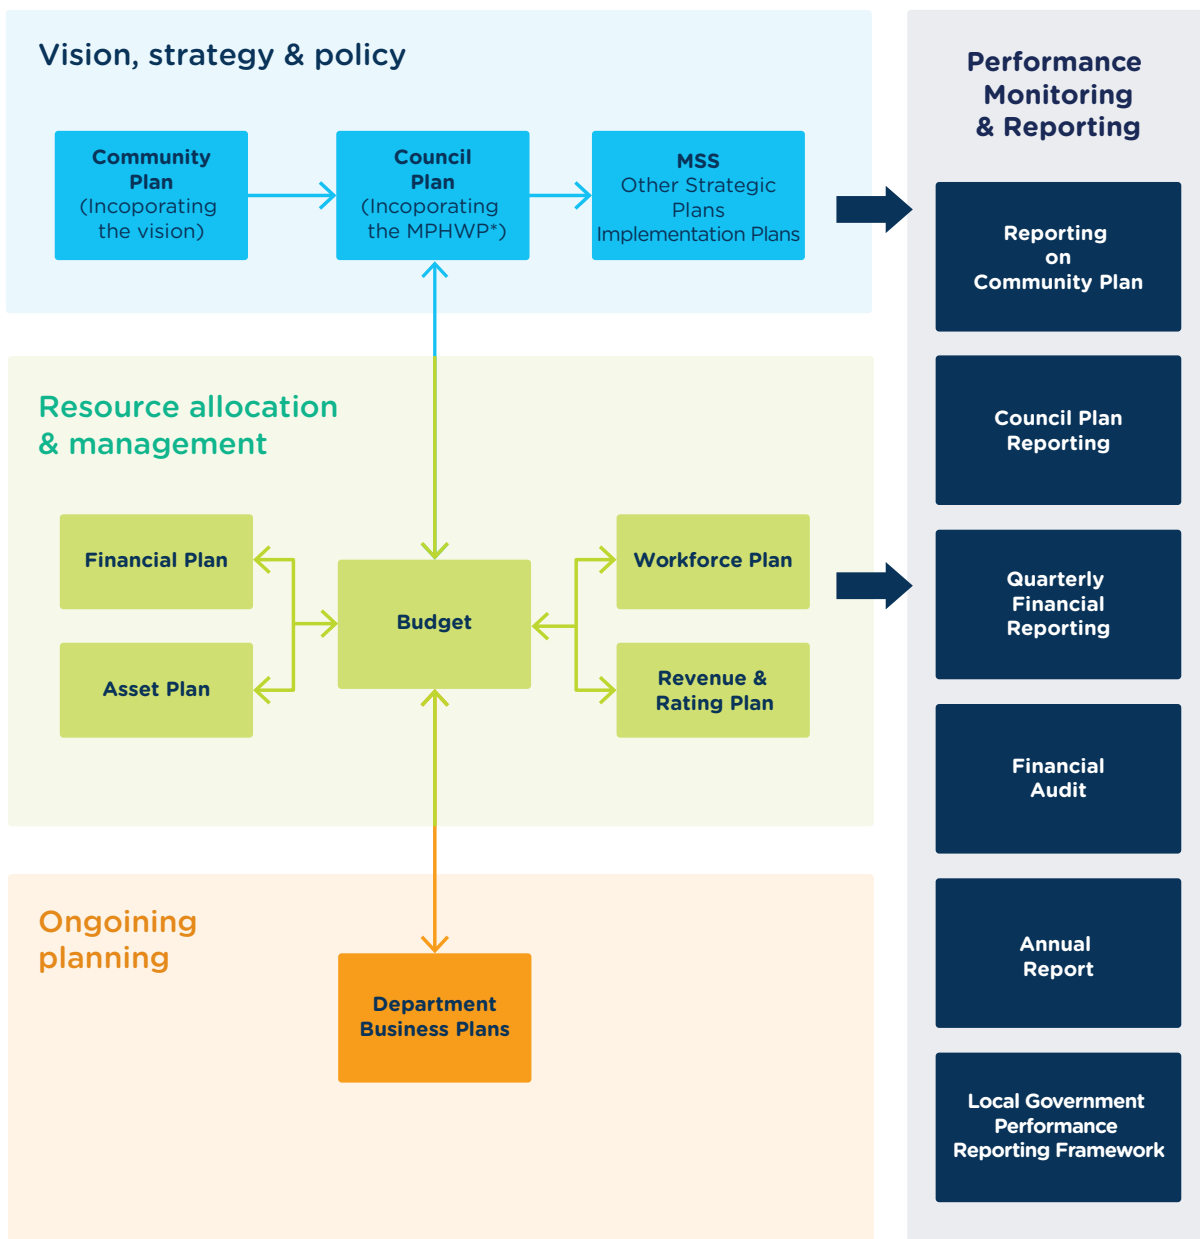 Vision, strategy & policy
Community
Plan
(Incoporating
the vision)
Council
Plan
(Incoporating
the MPHWP*)
MSS
Other Strategic
Plans
Implementation Plans
Resource allocation
& management
Financial Plan
Asset Plan
Budget
Workforce Plan
Revenue &
Rating Plan
Ongoining
planning
Department
Business Plans
Performance
Monitoring
& Reporting
Reporting
on
Community Plan
Council Plan
Reporting
Quarterly
Financial
Reporting
Financial
Audit
Annual
Report
Local Government
Performance
Reporting Framework